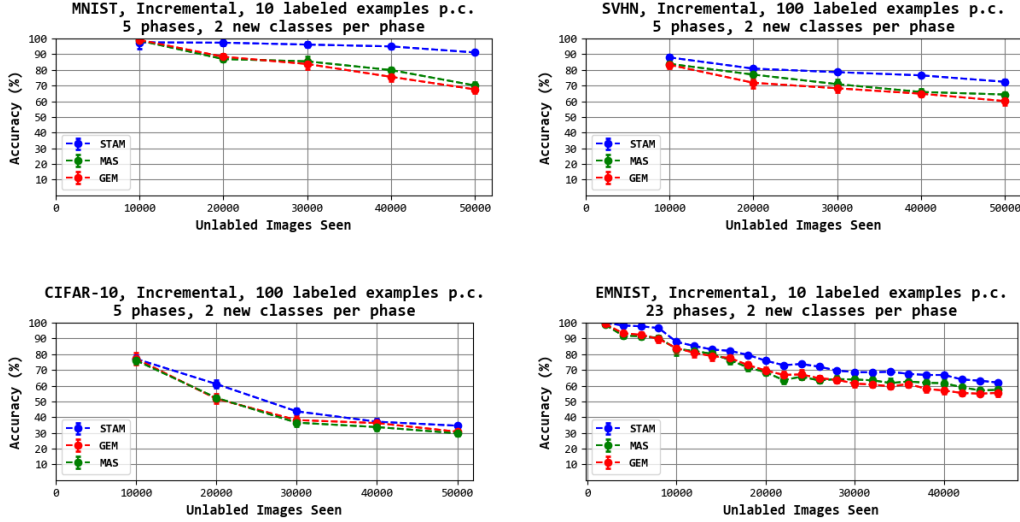 MNIST, Incremental, 10 labeled examples p.c.
5 phases, 2 new classes per phase
100
90
80
70
60
50
40
30
20
10
Accuracy (%)
STAM
MAS
GEM
0
10000
20000
30000
40000
50000
Unlabled Images Seen
SVHN, Incremental, 100 labeled examples p.c.
5 phases, 2 new classes per phase
100
90
80
70
60
50
40
30
20
10
Accuracy (%)
STAM
MAS
GEM
0
10000
20000
30000
40000
50000
Unlabled Images Seen
CIFAR-10, Incremental, 100 labeled examples p.c.
5 phases, 2 new classes per phase
100
90
80
70
60
50
40
30
20
10
Accuracy (%)
STAM
GEM
MAS
0
10000
20000
30000
40000
50000
Unlabled Images Seen
EMNIST, Incremental, 10 labeled examples p.c.
23 phases, 2 new classes per phase
100
90
80
70
60
50
40
30
20
10
Accuracy (%)
STAM
MAS
GEM
0
10000
20000
30000
40000
Unlabled Images Seen